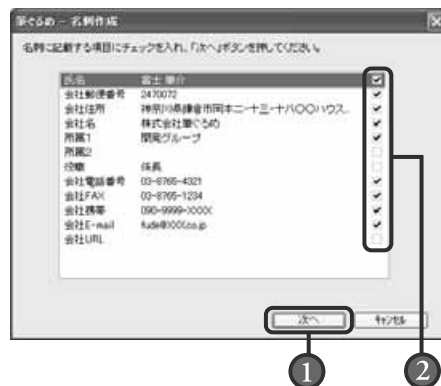 筆ぐるめ - 名刺作成
名刺に記載する項目にチェックを入れ、「次へ」ボタンを押してください。
氏名 富士 筆介
会社郵便番号 2470072
会社住所 神奈川県鎌倉市岡本二-十三-十八〇〇ハウス.
会社名 株式会社筆ぐるめ
所属1 開発グループ
所属2
役職 係長
会社電話番号 03-8765-4321
会社FAX 03-8765-1234
会社携帯 090-9999-XXXX
会社E-mail fude@XXX.co.jp
会社URL
次へ キャンセル
1 2